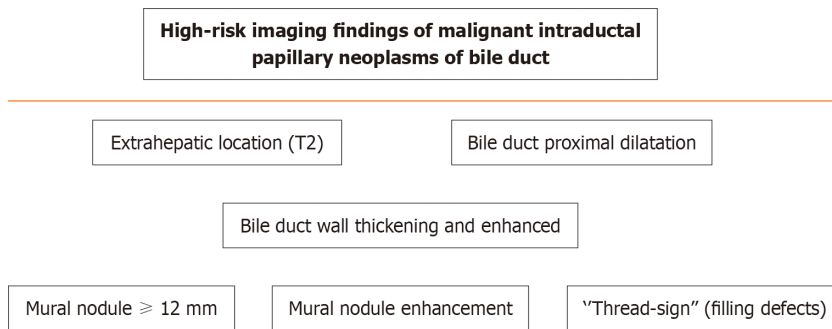 High-risk imaging findings of malignant intraductal
papillary neoplasms of bile duct
Extrahepatic location (T2)
Bile duct proximal dilatation
Bile duct wall thickening and enhanced
Mural nodule ⩾ 12 mm
Mural nodule enhancement
‘’Thread-sign’’ (filling defects)